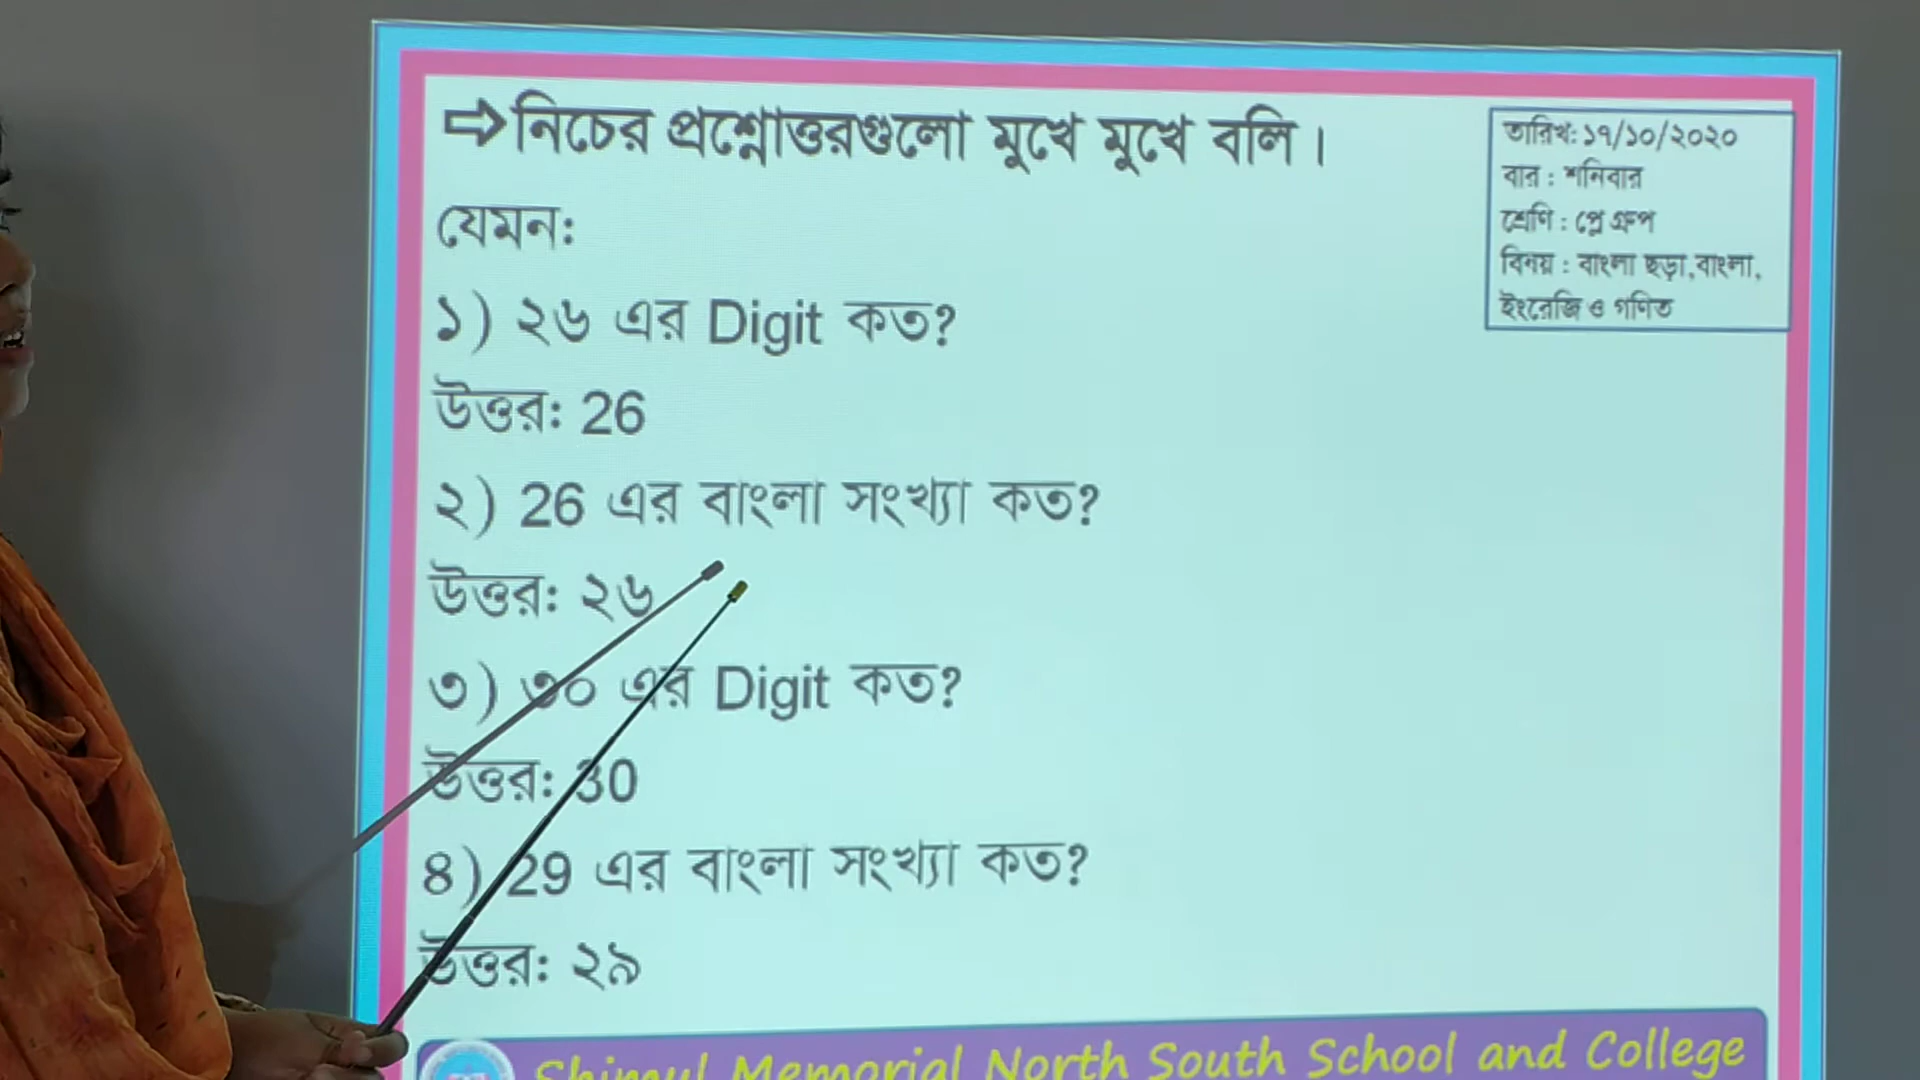 ⇨নিচের প্রশ্নোত্তরগুলো মুখে মুখে বলি।
যেমন:
১) ২৬ এর Digit কত?
উত্তর: 26
২) 26 এর বাংলা সংখ্যা কত?
উত্তর: ২৬
৩) ৩০ এর Digit কত?
উত্তর: 30
৪) 29 এর বাংলা সংখ্যা কত?
উত্তর: ২৯
তারিখ: ১৭/১০/২০২০
বার : শনিবার
শ্রেণি : প্লে গ্রুপ
বিষয় : বাংলা ছড়া,বাংলা,
ইংরেজি ও গণিত
Shimul Memorial North South School and College